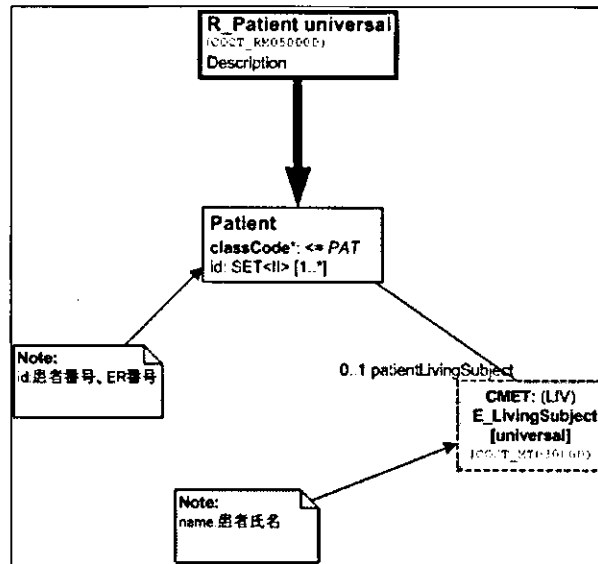 R_Patient universal
Description
Patient
classCode*: <= PAT
id: SET<II> [1..*]
Note:
id:患者番号、ER番号
0..1 patientLivingSubject
CMET: (LIV)
E_LivingSubject
[universal]
Note:
name:患者氏名